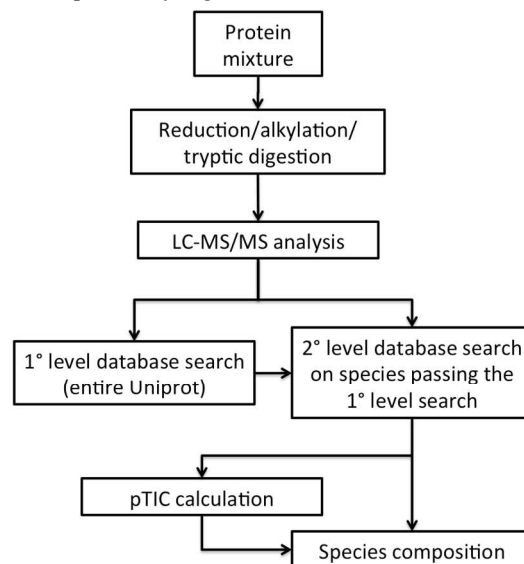 Protein
mixture
Reduction/alkylation/
tryptic digestion
LC-MS/MS analysis
1° level database search
(entire Uniprot)
2° level database search
on species passing the
1° level search
pTIC calculation
Species composition